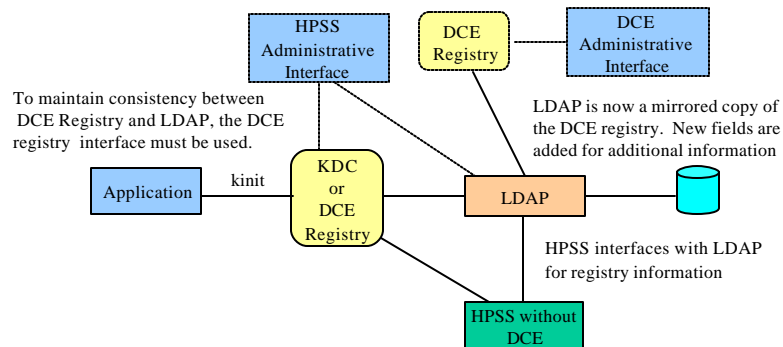 HPSS
Administrative
Interface
DCE
Registry
DCE
Administrative
Interface
To maintain consistency between
DCE Registry and LDAP, the DCE
registry interface must be used.
LDAP is now a mirrored copy of
the DCE registry. New fields are
added for additional information
Application
kinit
KDC
or
DCE
Registry
LDAP
HPSS interfaces with LDAP
for registry information
HPSS without
DCE